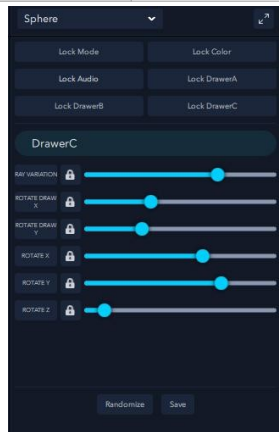 Sphere
Lock Mode Lock Color
Lock Audio Lock DrawerA
Lock DrawerB Lock DrawerC
DrawerC
RAY VARIATION
ROTATE DRAW
X
ROTATE DRAW
Y
ROTATE X
ROTATE Y
ROTATE Z
Randomize Save